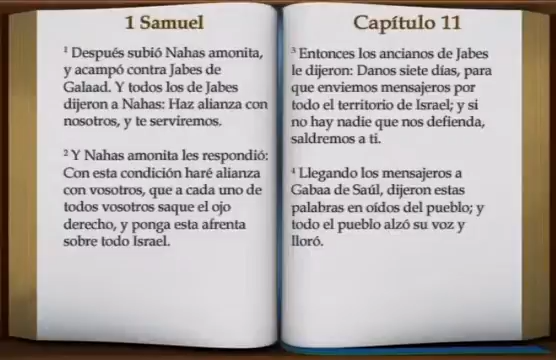 1 Samuel
¹ Después subió Nahas amonita,
y acampó contra Jabes de
Galaad. Y todos los de Jabes
dijeron a Nahas: Haz alianza con
nosotros, y te serviremos.
² Y Nahas amonita les respondió:
Con esta condición haré alianza
con vosotros, que a cada uno de
todos vosotros saque el ojo
derecho, y ponga esta afrenta
sobre todo Israel.
Capítulo 11
³ Entonces los ancianos de Jabes
le dijeron: Danos siete días, para
que enviemos mensajeros por
todo el territorio de Israel; y si
no hay nadie que nos defienda,
saldremos a ti.
⁴ Llegando los mensajeros a
Gabaa de Saúl, dijeron estas
palabras en oídos del pueblo; y
todo el pueblo alzó su voz y
lloró.